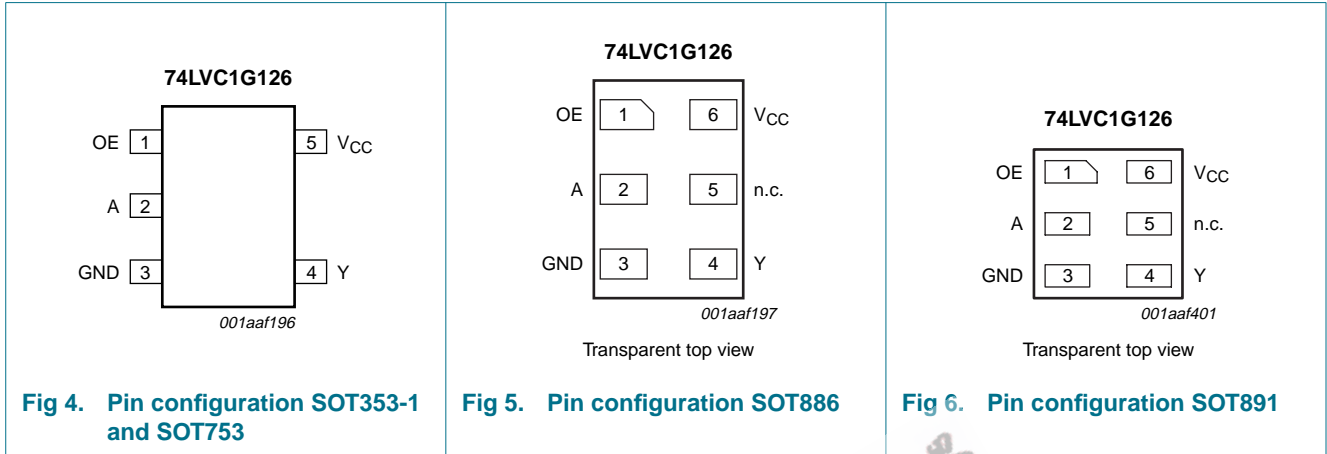 74LVC1G126
OE 1
5 VCC
A 2
GND 3
4 Y
001aaf196
Fig 4. Pin configuration SOT353-1
and SOT753
74LVC1G126
OE 1
6 VCC
A 2
5 n.c.
GND 3
4 Y
001aaf197
Transparent top view
Fig 5. Pin configuration SOT886
74LVC1G126
OE 1
6 VCC
A 2
5 n.c.
GND 3
4 Y
001aaf401
Transparent top view
Fig 6. Pin configuration SOT891